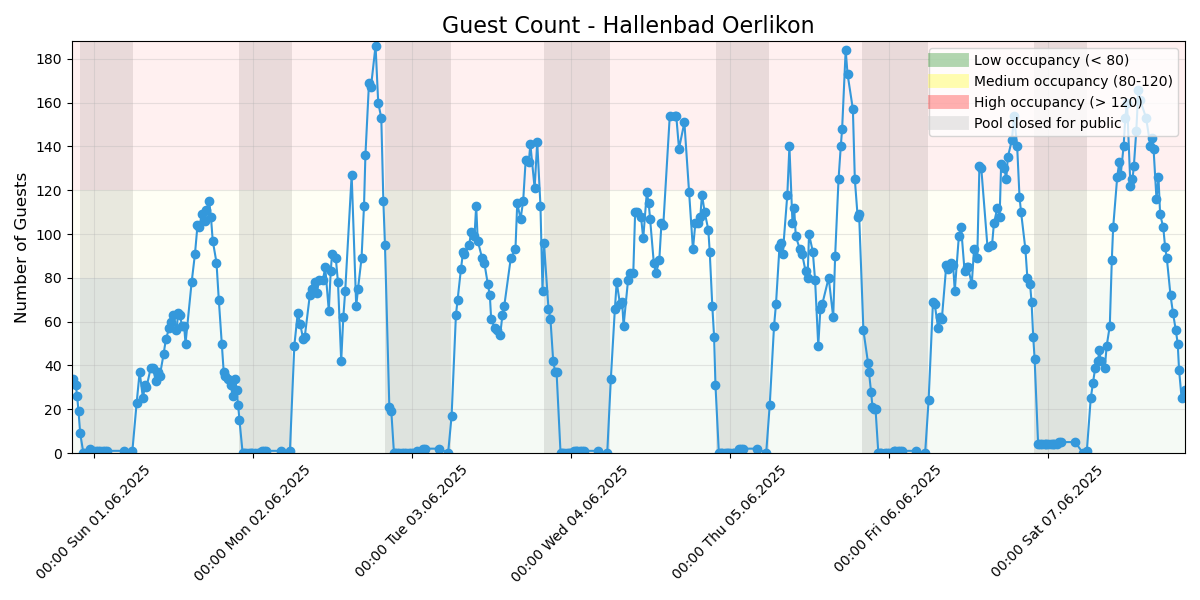 Guest Count - Hallenbad Oerlikon
Number of Guests
180
160
140
120
100
80
60
40
20
0
Low occupancy (< 80)
Medium occupancy (80-120)
High occupancy (> 120)
Pool closed for public
00:00 Sun 01.06.2025
00:00 Mon 02.06.2025
00:00 Tue 03.06.2025
00:00 Wed 04.06.2025
00:00 Thu 05.06.2025
00:00 Fri 06.06.2025
00:00 Sat 07.06.2025